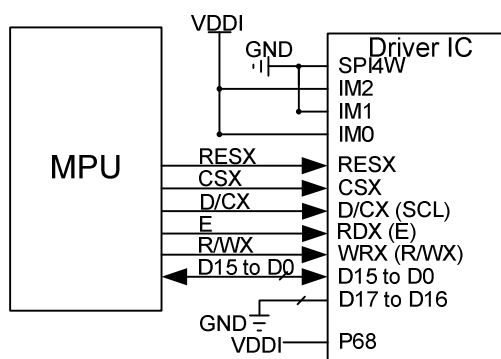 VDDI
GND
Driver IC
SPI4W
IM2
IM1
IM0
MPU
RESX
RESX
CSX
CSX
D/CX
D/CX (SCL)
E
RDX (E)
R/WX
WRX (R/WX)
D15 to D0
D15 to D0
D17 to D16
GND
VDDI
P68